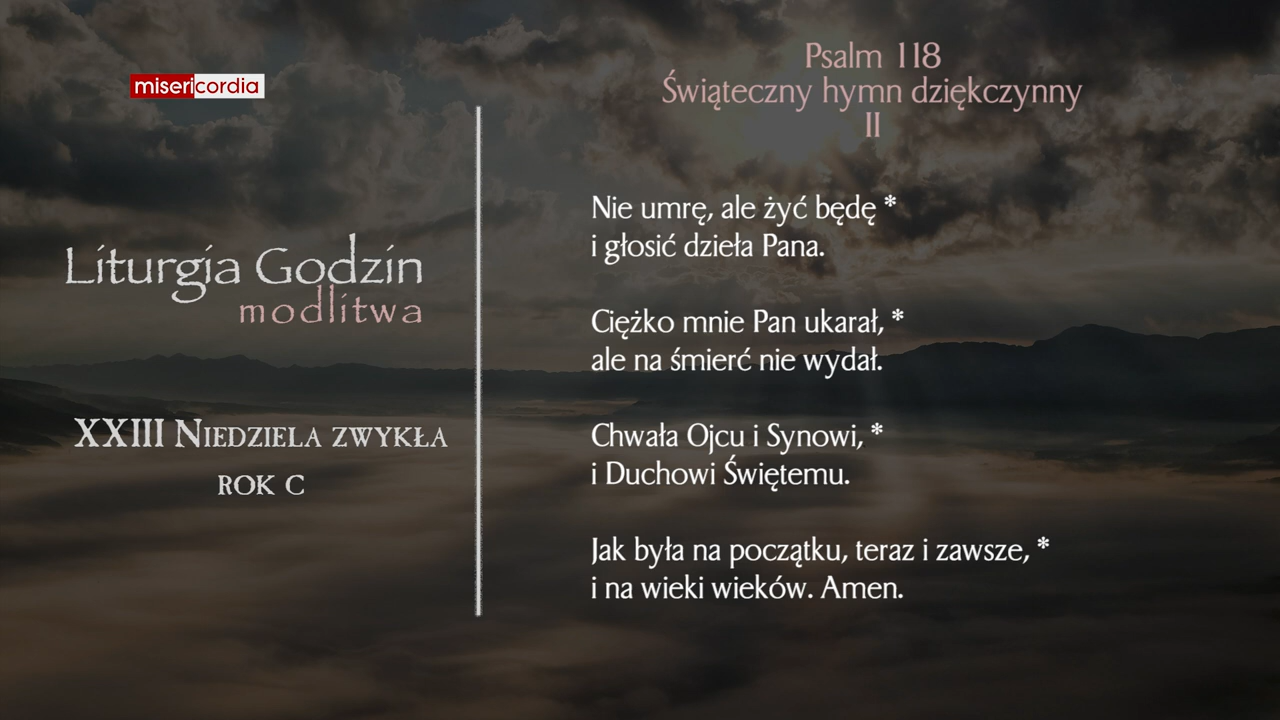 misericordia
Liturgia Godzin
modlitwa
XXIII Niedziela zwykła
rok C
Psalm 118
Świąteczny hymn dziękczynny
II
Nie umrę, ale żyć będę *
i głosić dzieła Pana.
Ciężko mnie Pan ukarał, *
ale na śmierć nie wydał.
Chwała Ojcu i Synowi, *
i Duchowi Świętemu.
Jak była na początku, teraz i zawsze, *
i na wieki wieków. Amen.